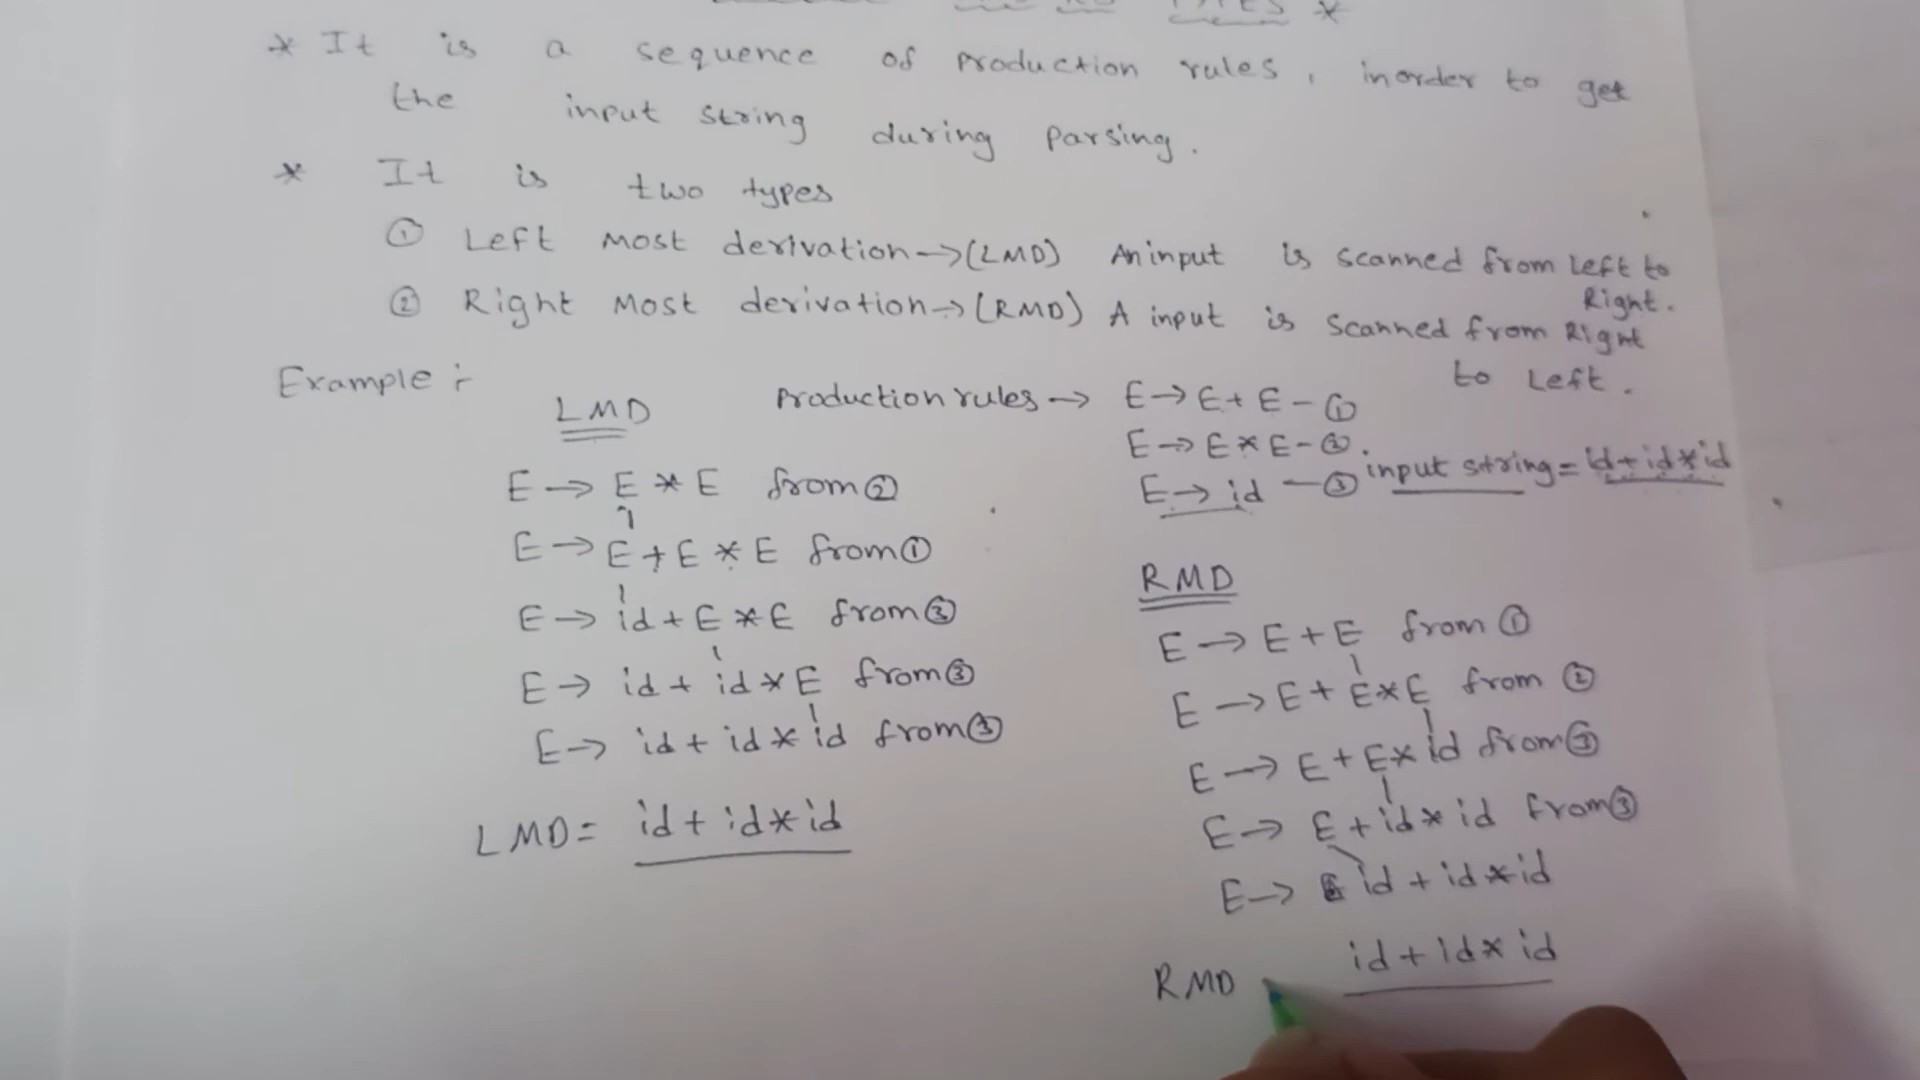 TYPES *
* It is a sequence of production rules, inorder to get
the input string during parsing.
* It is two types
① Left Most derivation → (LMD) An input is scanned from Left to
Right.
② Right Most derivation → (RMD) A input is scanned from Right
to Left.
Example :-
LMD
Production rules → E → E + E - ①
E → E * E - ②.
E → id - ③ input string = id + id * id
E → E * E from ②
E → E + E * E from ①
E → id + E * E from ③
E → id + id * E from ③
E → id + id * id from ③
LMD = id + id * id
RMD
E → E + E from ①
E → E + E * E from ②
E → E + E * id from ③
E → E + id * id from ③
E → id + id * id
RMD id + id * id